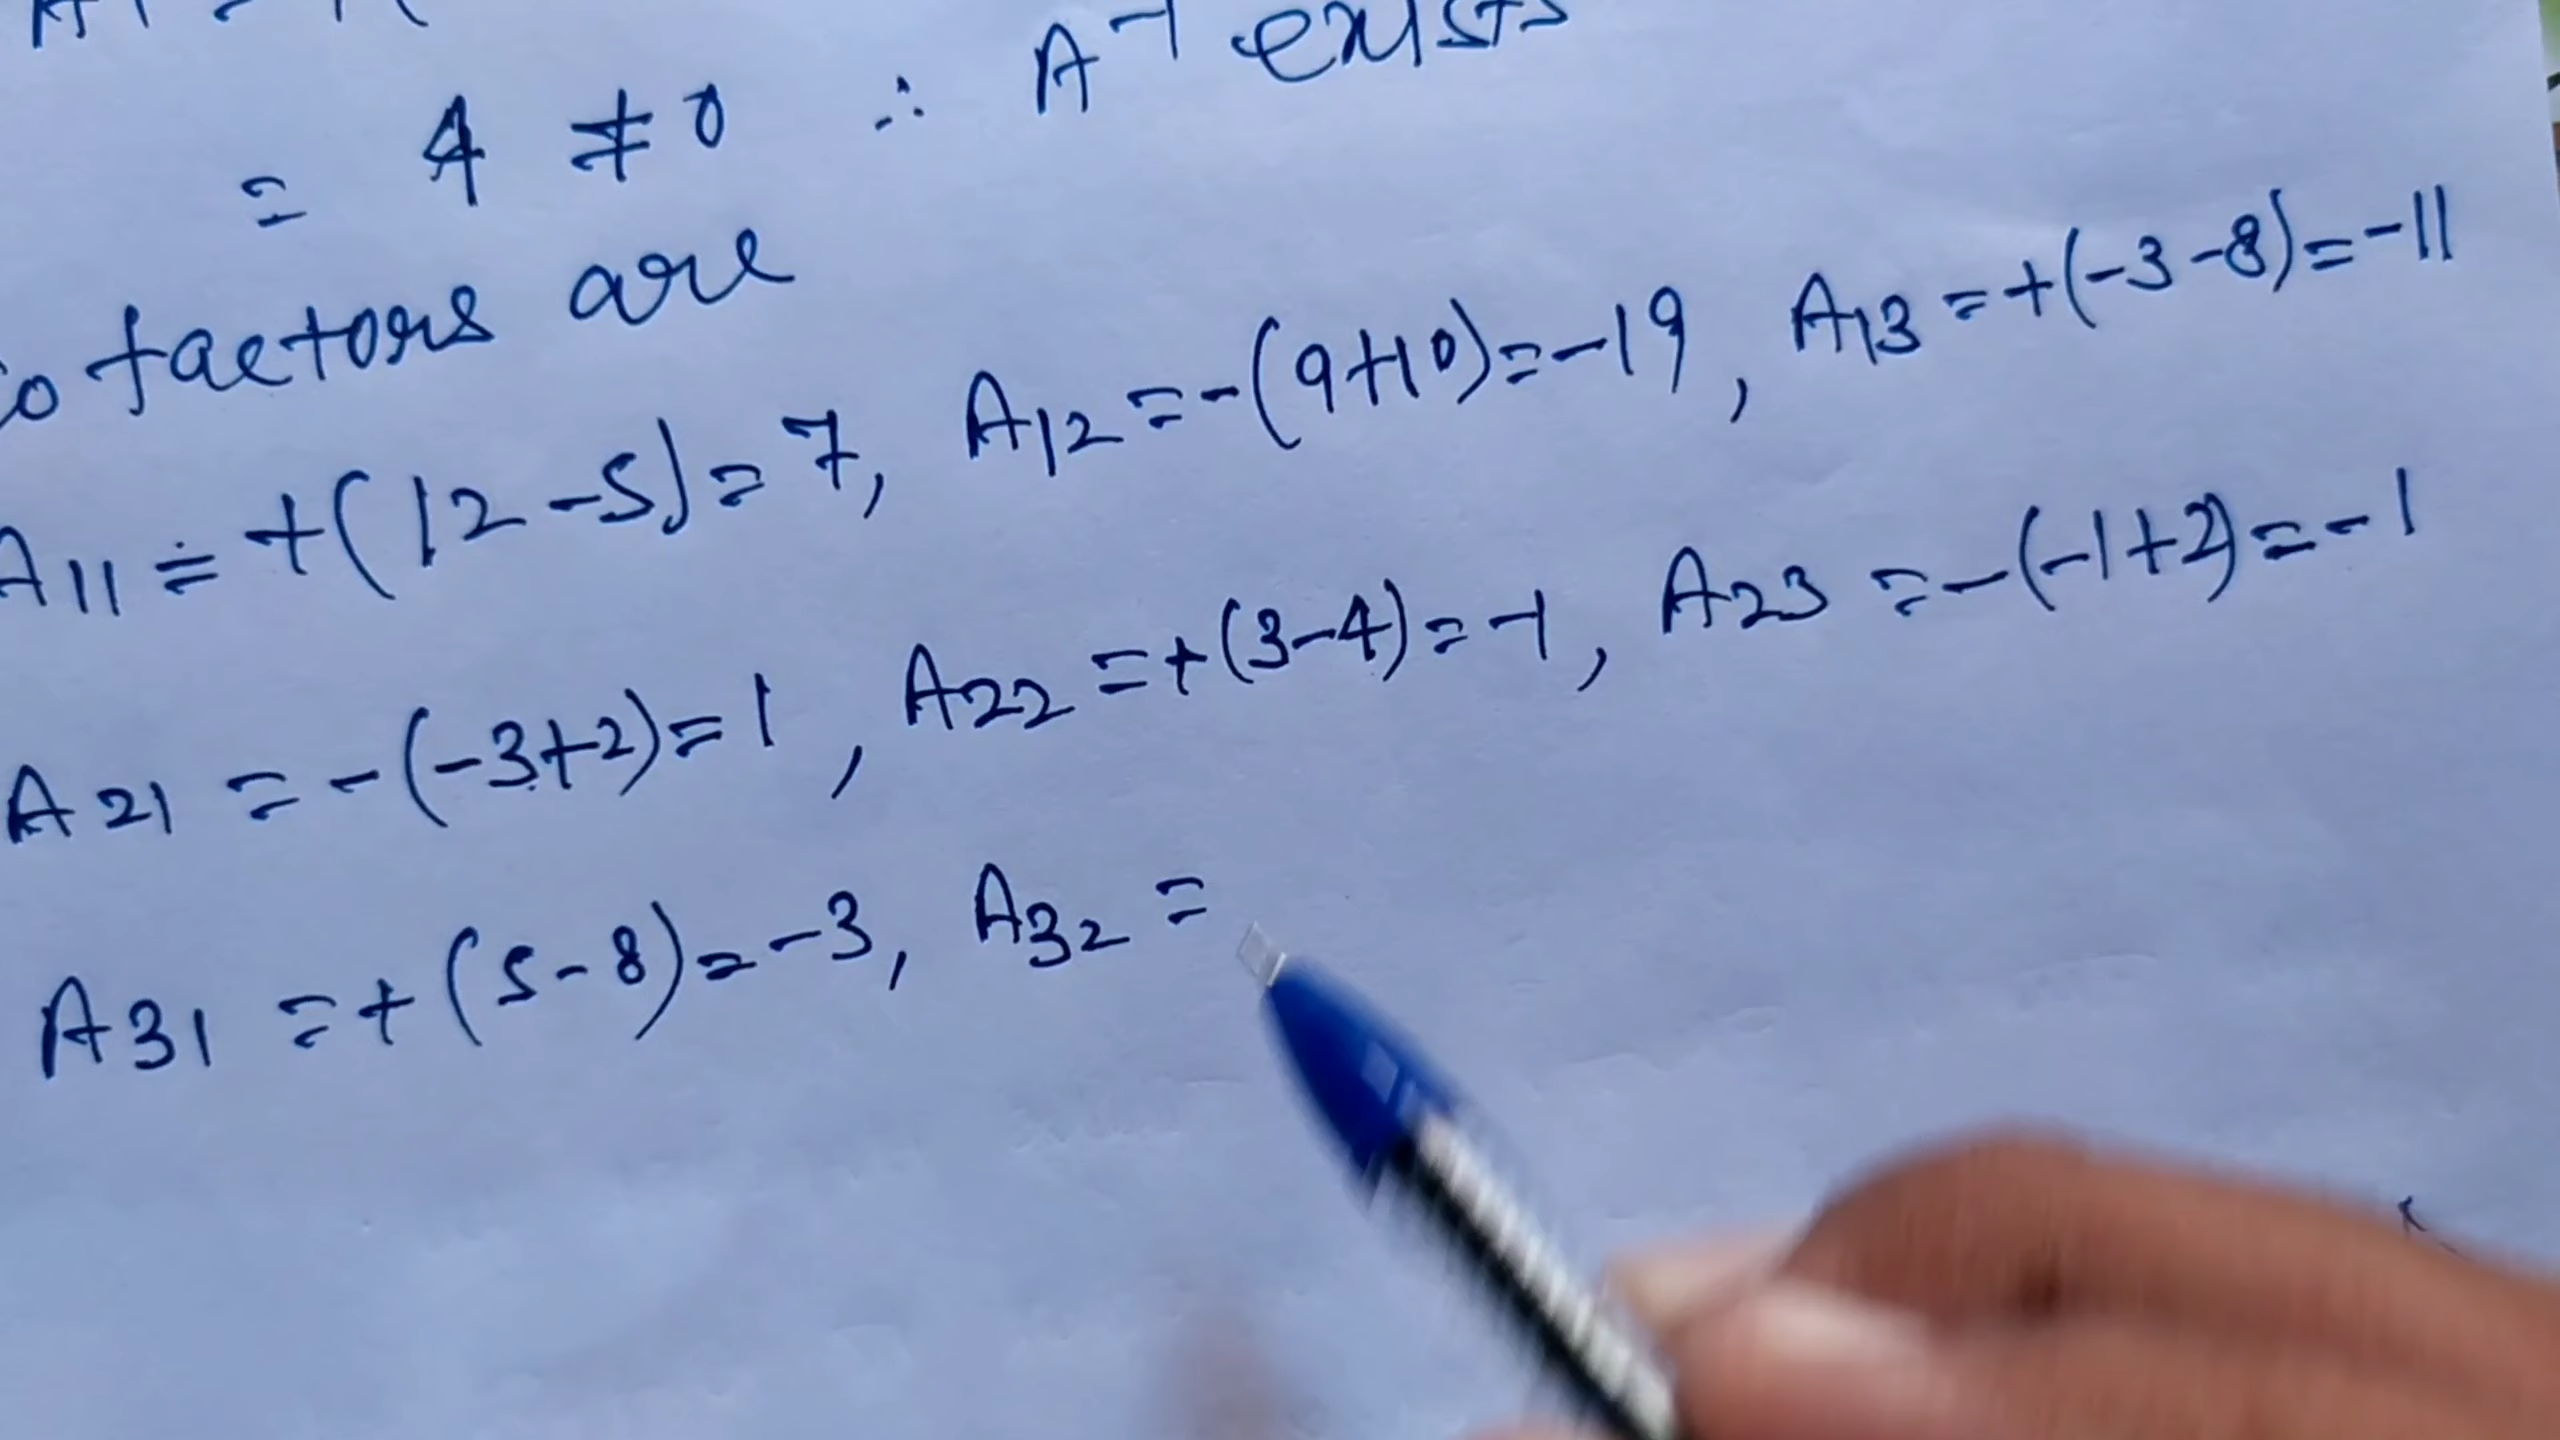 = 4 ≠ 0 ∴ A⁻¹ exists
Co factors are
A11 = +(12-5) = 7, A12 = -(9+10) = -19, A13 = +(-3-8) = -11
A21 = -(-3+2) = 1, A22 = +(3-4) = -1, A23 = -(-1+2) = -1
A31 = +(5-8) = -3, A32 =